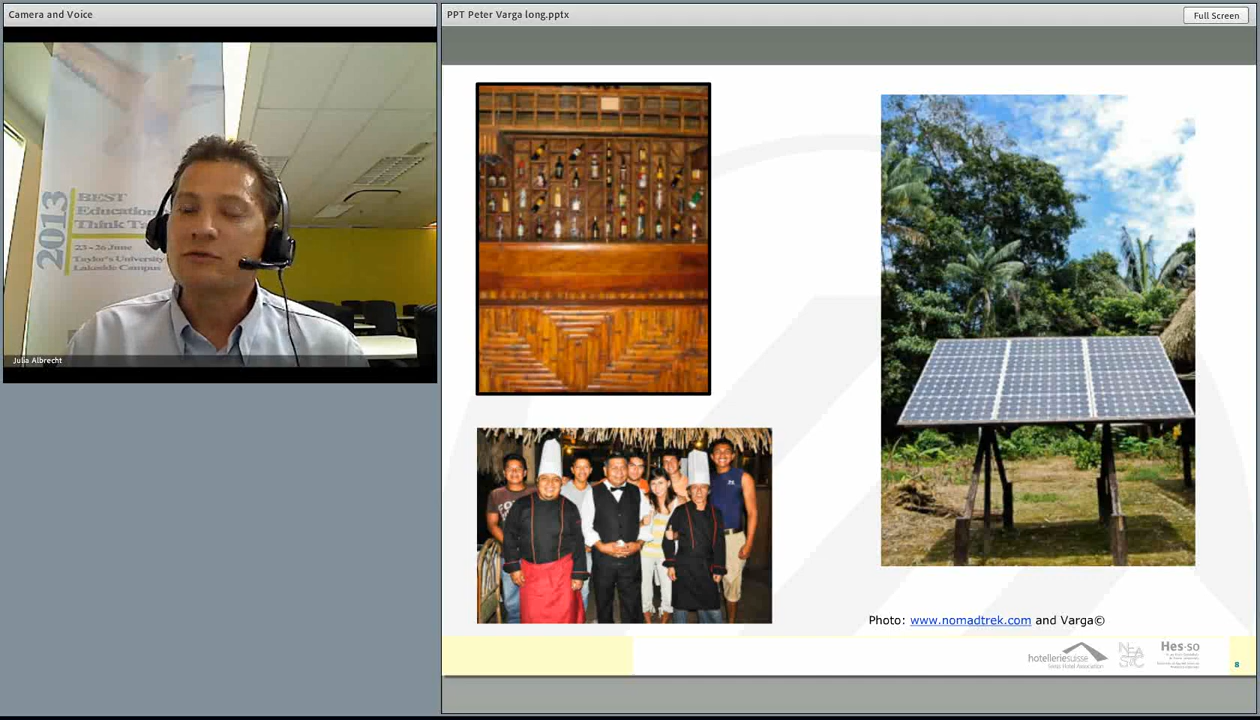 Camera and Voice
PPT Peter Varga long.pptx
Full Screen
2013
BEST
Education
Think T
23 - 26 June
Taylor's University
Lakeside Campus
Julia Albrecht
Photo: www.nomadtrek.com and Varga©
hotelleriesuisse
Swiss Hotel Association
Hes·so
8